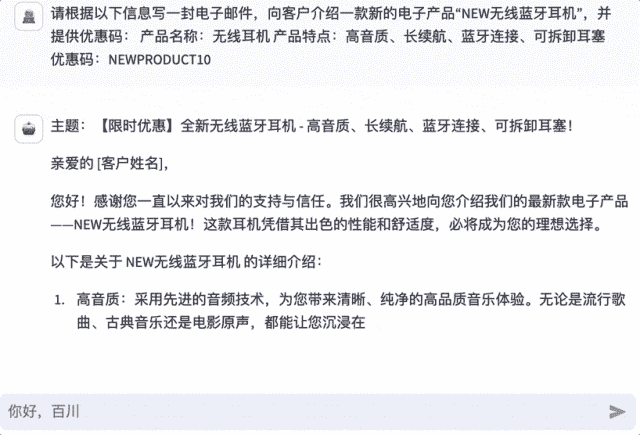 请根据以下信息写一封电子邮件，向客户介绍一款新的电子产品“NEW无线蓝牙耳机”，并
提供优惠码： 产品名称：无线耳机 产品特点：高音质、长续航、蓝牙连接、可拆卸耳塞
优惠码：NEWPRODUCT10
主题：【限时优惠】全新无线蓝牙耳机 - 高音质、长续航、蓝牙连接、可拆卸耳塞！
亲爱的 [客户姓名]，
您好！感谢您一直以来对我们的支持与信任。我们很高兴地向您介绍我们的最新款电子产品
——NEW无线蓝牙耳机！这款耳机凭借其出色的性能和舒适度，必将成为您的理想选择。
以下是关于 NEW无线蓝牙耳机 的详细介绍：
1. 高音质：采用先进的音频技术，为您带来清晰、纯净的高品质音乐体验。无论是流行歌
曲、古典音乐还是电影原声，都能让您沉浸在
你好，百川